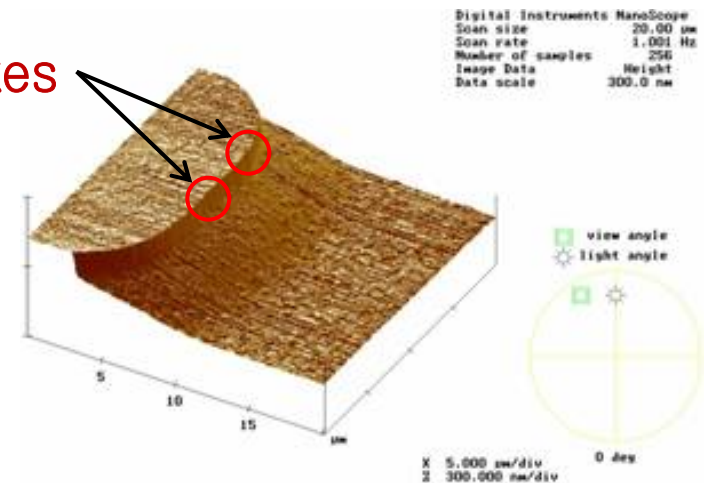 Digital Instruments NanoScope
Scan size 20.00 µm
Scan rate 1.001 Hz
Number of samples 256
Image Data Height
Data scale 300.0 nm
view angle
light angle
5
10
15
µm
X 5.000 µm/div
Z 300.000 nm/div
0 deg